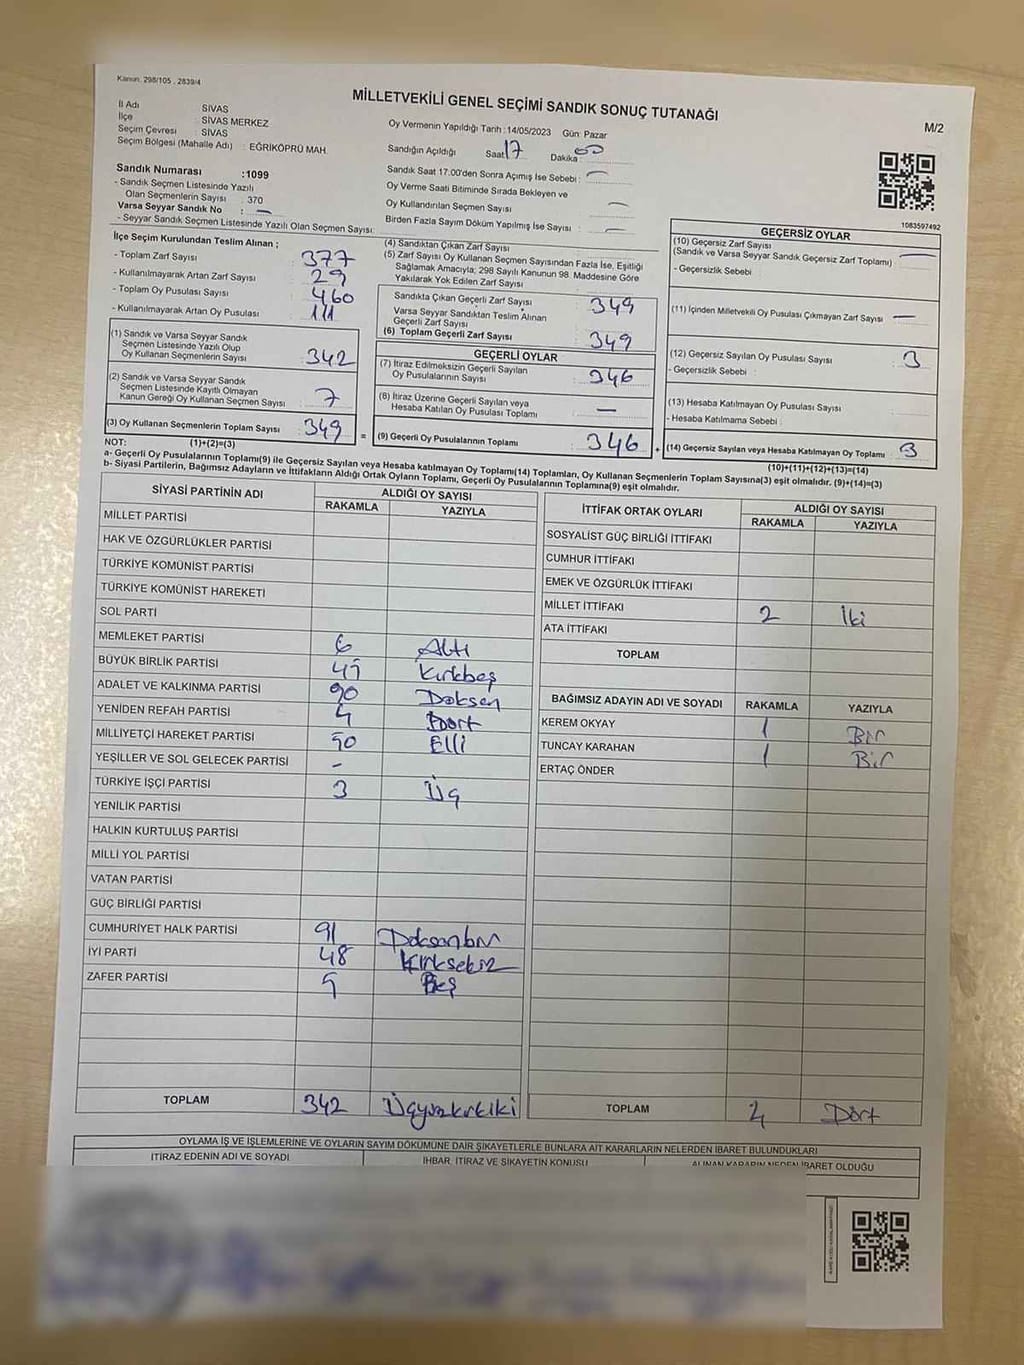 Kanun: 298/105 , 2839/4
MİLLETVEKİLİ GENEL SEÇİMİ SANDIK SONUÇ TUTANAĞI
M/2
İl Adı : SİVAS
İlçe : SİVAS MERKEZ
Seçim Çevresi : SİVAS
Seçim Bölgesi (Mahalle Adı) : EĞRİKÖPRÜ MAH.
Sandık Numarası :1099
- Sandık Seçmen Listesinde Yazılı
Olan Seçmenlerin Sayısı : 370
Varsa Seyyar Sandık No : —
- Seyyar Sandık Seçmen Listesinde Yazılı Olan Seçmen Sayısı:
Oy Vermenin Yapıldığı Tarih :14/05/2023 Gün: Pazar
Sandığın Açıldığı Saat 17 Dakika : 00
Sandık Saat 17.00'den Sonra Açımış İse Sebebi : —
Oy Verme Saati Bitiminde Sırada Bekleyen ve
Oy Kullandırılan Seçmen Sayısı —
Birden Fazla Sayım Döküm Yapılmış İse Sayısı : —
1083597492
İlçe Seçim Kurulundan Teslim Alınan ;
- Toplam Zarf Sayısı : 377
- Kullanılmayarak Artan Zarf Sayısı : 29
- Toplam Oy Pusulası Sayısı : 460
- Kullanılmayarak Artan Oy Pusulası : 111
(1) Sandık ve Varsa Seyyar Sandık
Seçmen Listesinde Yazılı Olup
Oy Kullanan Seçmenlerin Sayısı : 342
(2) Sandık ve Varsa Seyyar Sandık
Seçmen Listesinde Kayıtlı Olmayan
Kanun Gereği Oy Kullanan Seçmen Sayısı : 7
(3) Oy Kullanan Seçmenlerin Toplam Sayısı : 349
(4) Sandıktan Çıkan Zarf Sayısı
(5) Zarf Sayısı Oy Kullanan Seçmen Sayısından Fazla İse, Eşitliği
Sağlamak Amacıyla; 298 Sayılı Kanunun 98. Maddesine Göre
Yakılarak Yok Edilen Zarf Sayısı
Sandıkta Çıkan Geçerli Zarf Sayısı : 349
Varsa Seyyar Sandıktan Teslim Alınan
Geçerli Zarf Sayısı
(6) Toplam Geçerli Zarf Sayısı : 349
GEÇERLİ OYLAR
(7) İtiraz Edilmeksizin Geçerli Sayılan
Oy Pusulalarının Sayısı : 346
(8) İtiraz Üzerine Geçerli Sayılan veya
Hesaba Katılan Oy Pusulası Toplamı : —
= (9) Geçerli Oy Pusulalarının Toplamı : 346
GEÇERSİZ OYLAR
(10) Geçersiz Zarf Sayısı
(Sandık ve Varsa Seyyar Sandık Geçersiz Zarf Toplamı) : —
- Geçersizlik Sebebi :
(11) İçinden Milletvekili Oy Pusulası Çıkmayan Zarf Sayısı : —
(12) Geçersiz Sayılan Oy Pusulası Sayısı : 3
- Geçersizlik Sebebi :
(13) Hesaba Katılmayan Oy Pusulası Sayısı :
- Hesaba Katılmama Sebebi :
+ (14) Geçersiz Sayılan veya Hesaba Katılmayan Oy Toplamı : 3
NOT: (1)+(2)=(3)
(10)+(11)+(12)+(13)=(14)
a- Geçerli Oy Pusulalarının Toplamı(9) ile Geçersiz Sayılan veya Hesaba katılmayan Oy Toplamı(14) Toplamları, Oy Kullanan Seçmenlerin Toplam Sayısına(3) eşit olmalıdır. (9)+(14)=(3)
b- Siyasi Partilerin, Bağımsız Adayların ve İttifakların Aldığı Ortak Oyların Toplamı, Geçerli Oy Pusulalarının Toplamına(9) eşit olmalıdır.
SİYASİ PARTİNİN ADI ALDIĞI OY SAYISI
RAKAMLA YAZIYLA
MİLLET PARTİSİ
HAK VE ÖZGÜRLÜKLER PARTİSİ
TÜRKİYE KOMÜNİST PARTİSİ
TÜRKİYE KOMÜNİST HAREKETİ
SOL PARTİ
MEMLEKET PARTİSİ 6 Altı
BÜYÜK BİRLİK PARTİSİ 45 Kırkbeş
ADALET VE KALKINMA PARTİSİ 90 Doksan
YENİDEN REFAH PARTİSİ 4 Dört
MİLLİYETÇİ HAREKET PARTİSİ 50 Elli
YEŞİLLER VE SOL GELECEK PARTİSİ -
TÜRKİYE İŞÇİ PARTİSİ 3 Üç
YENİLİK PARTİSİ
HALKIN KURTULUŞ PARTİSİ
MİLLİ YOL PARTİSİ
VATAN PARTİSİ
GÜÇ BİRLİĞİ PARTİSİ
CUMHURİYET HALK PARTİSİ 91 Doksanbir
İYİ PARTİ 48 Kırksekiz
ZAFER PARTİSİ 5 Beş
TOPLAM 342 Üçyüzkırkiki
İTTİFAK ORTAK OYLARI ALDIĞI OY SAYISI
RAKAMLA YAZIYLA
SOSYALİST GÜÇ BİRLİĞİ İTTİFAKI
CUMHUR İTTİFAKI
EMEK VE ÖZGÜRLÜK İTTİFAKI
MİLLET İTTİFAKI 2 İki
ATA İTTİFAKI
TOPLAM
BAĞIMSIZ ADAYIN ADI VE SOYADI RAKAMLA YAZIYLA
KEREM OKYAY 1 Bir
TUNCAY KARAHAN 1 Bir
ERTAÇ ÖNDER
TOPLAM 4 Dört
OYLAMA İŞ VE İŞLEMLERİNE VE OYLARIN SAYIM DÖKÜMÜNE DAİR ŞİKAYETLERLE BUNLARA AİT KARARLARIN NELERDEN İBARET BULUNDUKLARI
İTİRAZ EDENİN ADI VE SOYADI İHBAR, İTİRAZ VE ŞİKAYETİN KONUSU ALINAN KARARIN NEDEN İBARET OLDUĞU